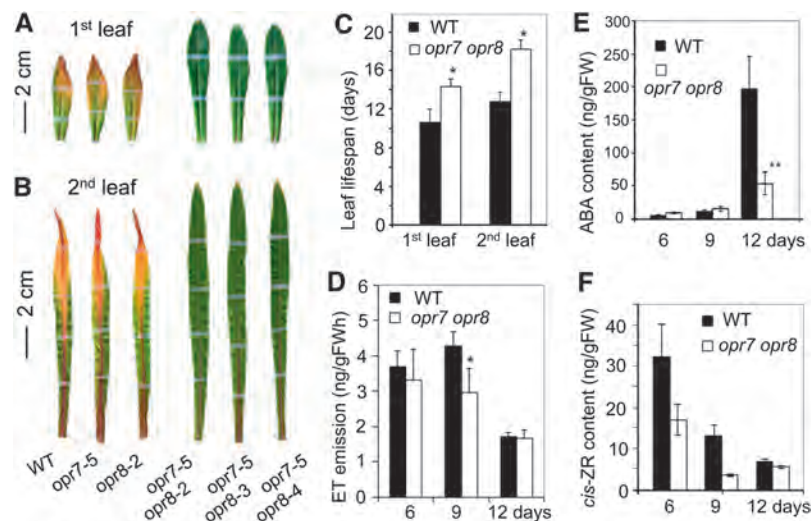 A
1st leaf
2 cm
B
2nd leaf
2 cm
WT
opr7-5
opr8-2
opr7-5
opr8-2
opr7-5
opr8-3
opr7-5
opr8-4
C
WT
opr7 opr8
Leaf lifespan (days)
20
16
12
8
4
0
*
*
1st leaf 2nd leaf
D
WT
opr7 opr8
ET emission (ng/gFWh)
6
5
4
3
2
1
0
*
6 9 12 days
E
WT
opr7 opr8
ABA content (ng/gFW)
300
250
200
150
100
50
0
**
6 9 12 days
F
WT
opr7 opr8
cis-ZR content (ng/gFW)
40
30
20
10
0
6 9 12 days